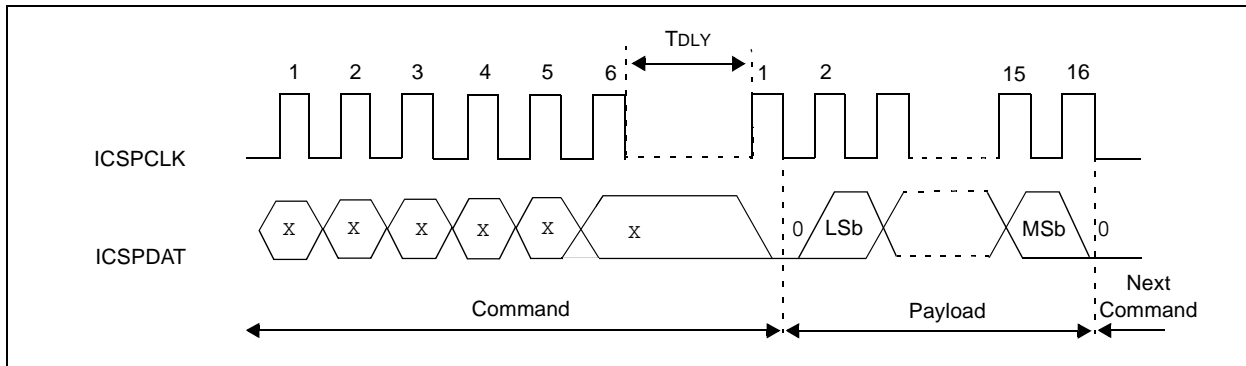 TDLY
1 2 3 4 5 6 1 2 15 16
ICSPCLK
x x x x x x 0 LSb MSb 0
ICSPDAT
Next
Command Payload Command